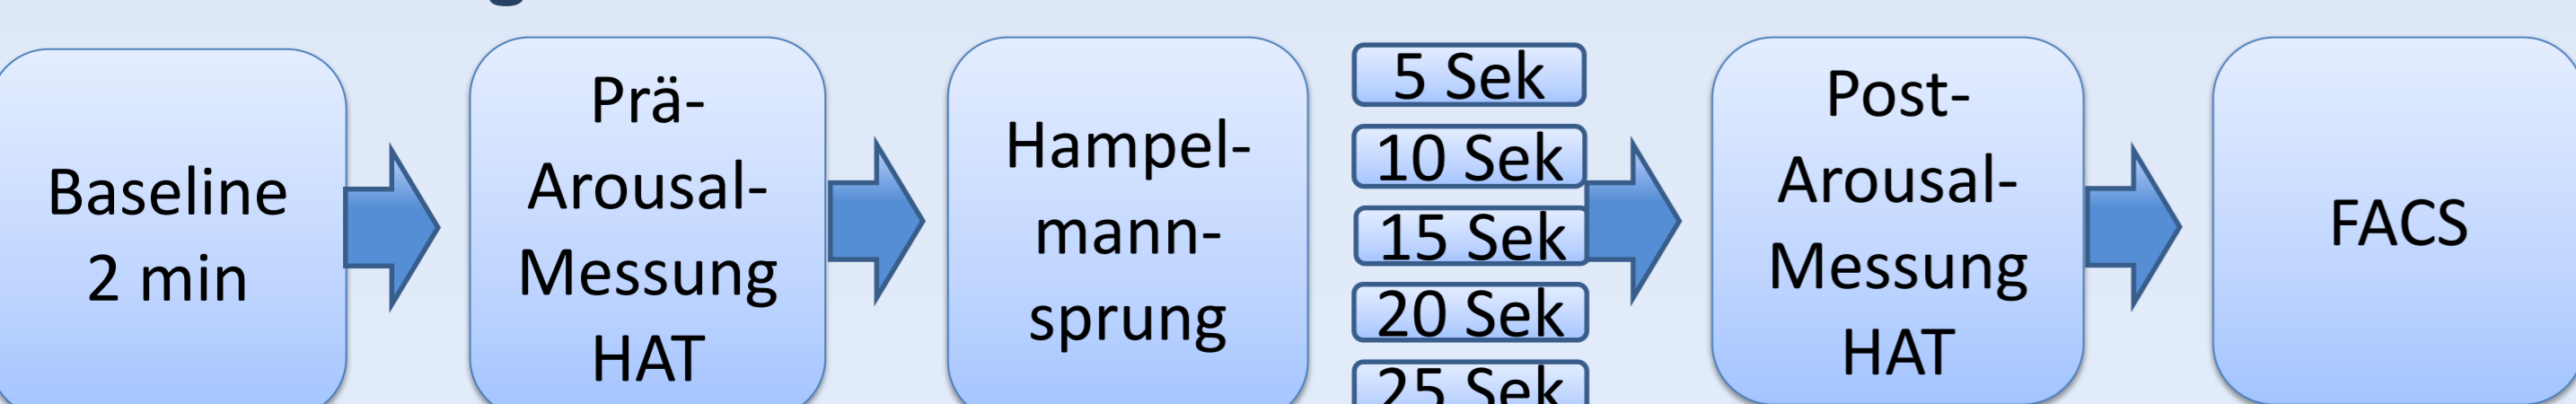 Baseline
2 min
Prä-
Arousal-
Messung
HAT
Hampel-
mann-
sprung
5 Sek
10 Sek
15 Sek
20 Sek
25 Sek
Post-
Arousal-
Messung
HAT
FACS